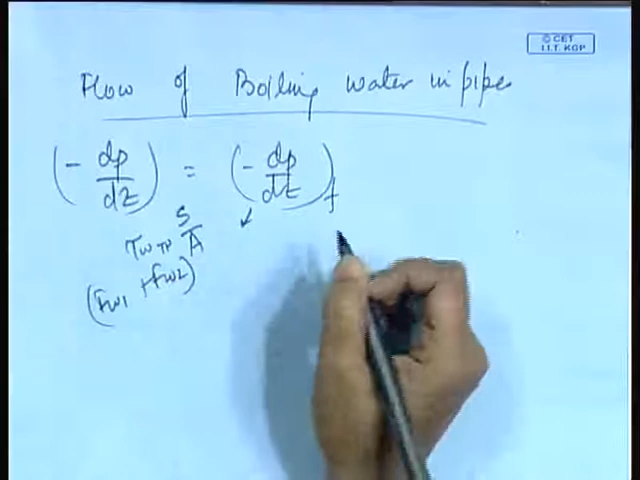 © CET
I.I.T. KGP
Flow of Boiling water in pipe
(- dp/dz) = (- dp/dz)f
τw TP S/A
(Fw1 + Fw2)